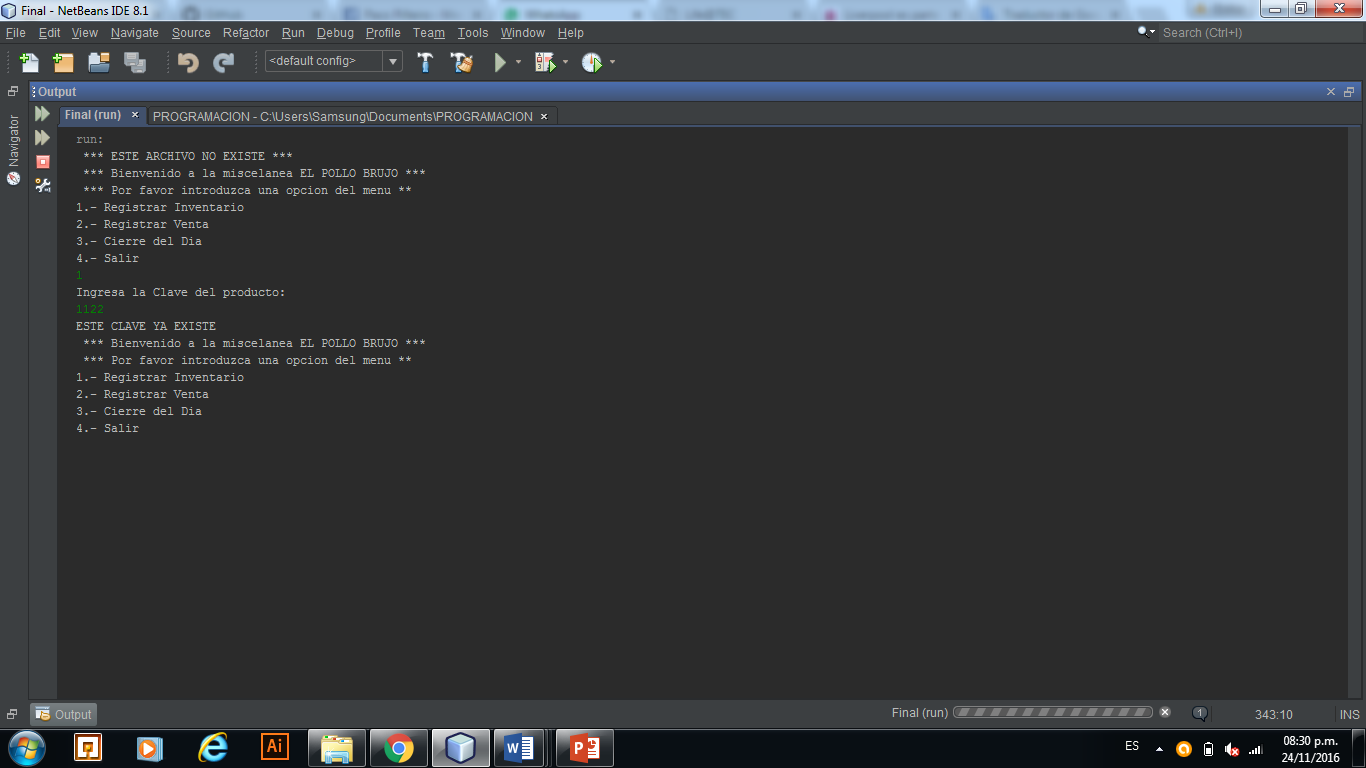 Final - NetBeans IDE 8.1
File Edit View Navigate Source Refactor Run Debug Profile Team Tools Window Help
Search (Ctrl+I)
<default config>
Output
Navigator
Final (run) PROGRAMACION - C:\Users\Samsung\Documents\PROGRAMACION
run:
*** ESTE ARCHIVO NO EXISTE ***
*** Bienvenido a la miscelanea EL POLLO BRUJO ***
*** Por favor introduzca una opcion del menu **
1.- Registrar Inventario
2.- Registrar Venta
3.- Cierre del Dia
4.- Salir
1
Ingresa la Clave del producto:
1122
ESTE CLAVE YA EXISTE
*** Bienvenido a la miscelanea EL POLLO BRUJO ***
*** Por favor introduzca una opcion del menu **
1.- Registrar Inventario
2.- Registrar Venta
3.- Cierre del Dia
4.- Salir
Output
Final (run)
1
343:10
INS
Ai
ES
08:30 p.m.
24/11/2016